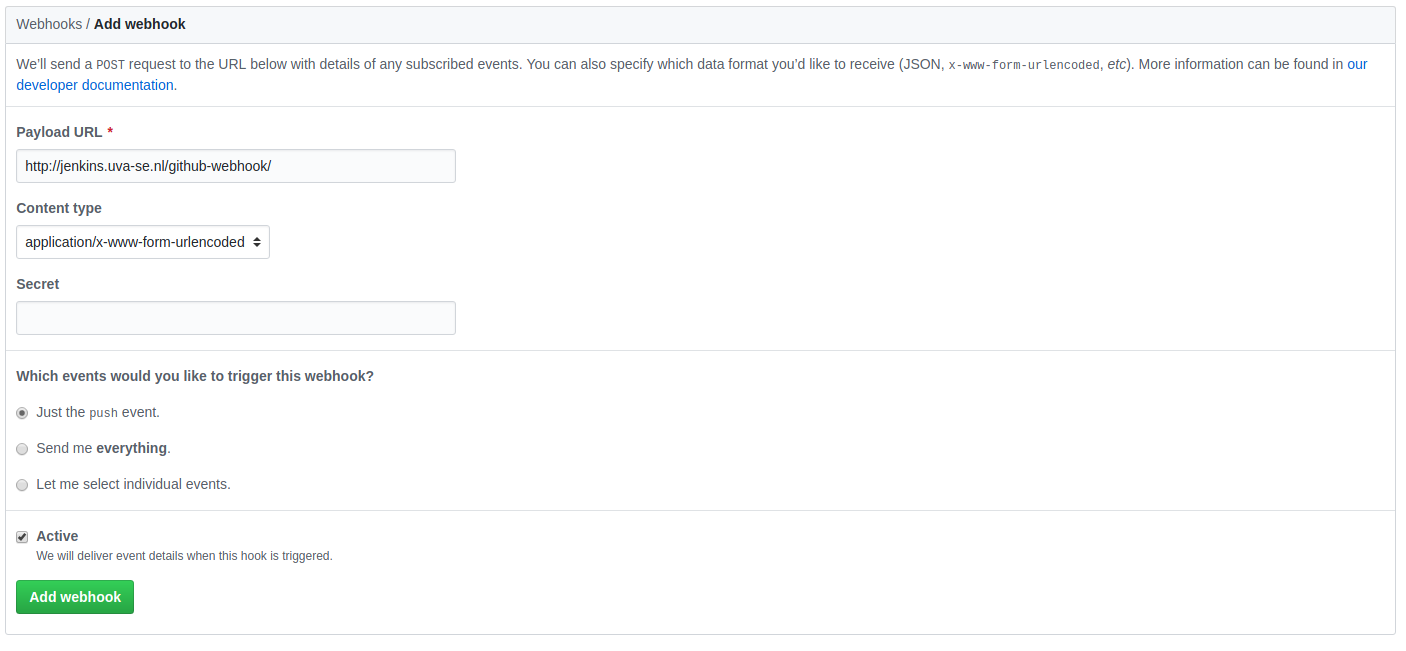 Webhooks / Add webhook
We’ll send a POST request to the URL below with details of any subscribed events. You can also specify which data format you’d like to receive (JSON, x-www-form-urlencoded, etc). More information can be found in our
developer documentation.
Payload URL *
http://jenkins.uva-se.nl/github-webhook/
Content type
application/x-www-form-urlencoded
Secret
Which events would you like to trigger this webhook?
Just the push event.
Send me everything.
Let me select individual events.
Active
We will deliver event details when this hook is triggered.
Add webhook